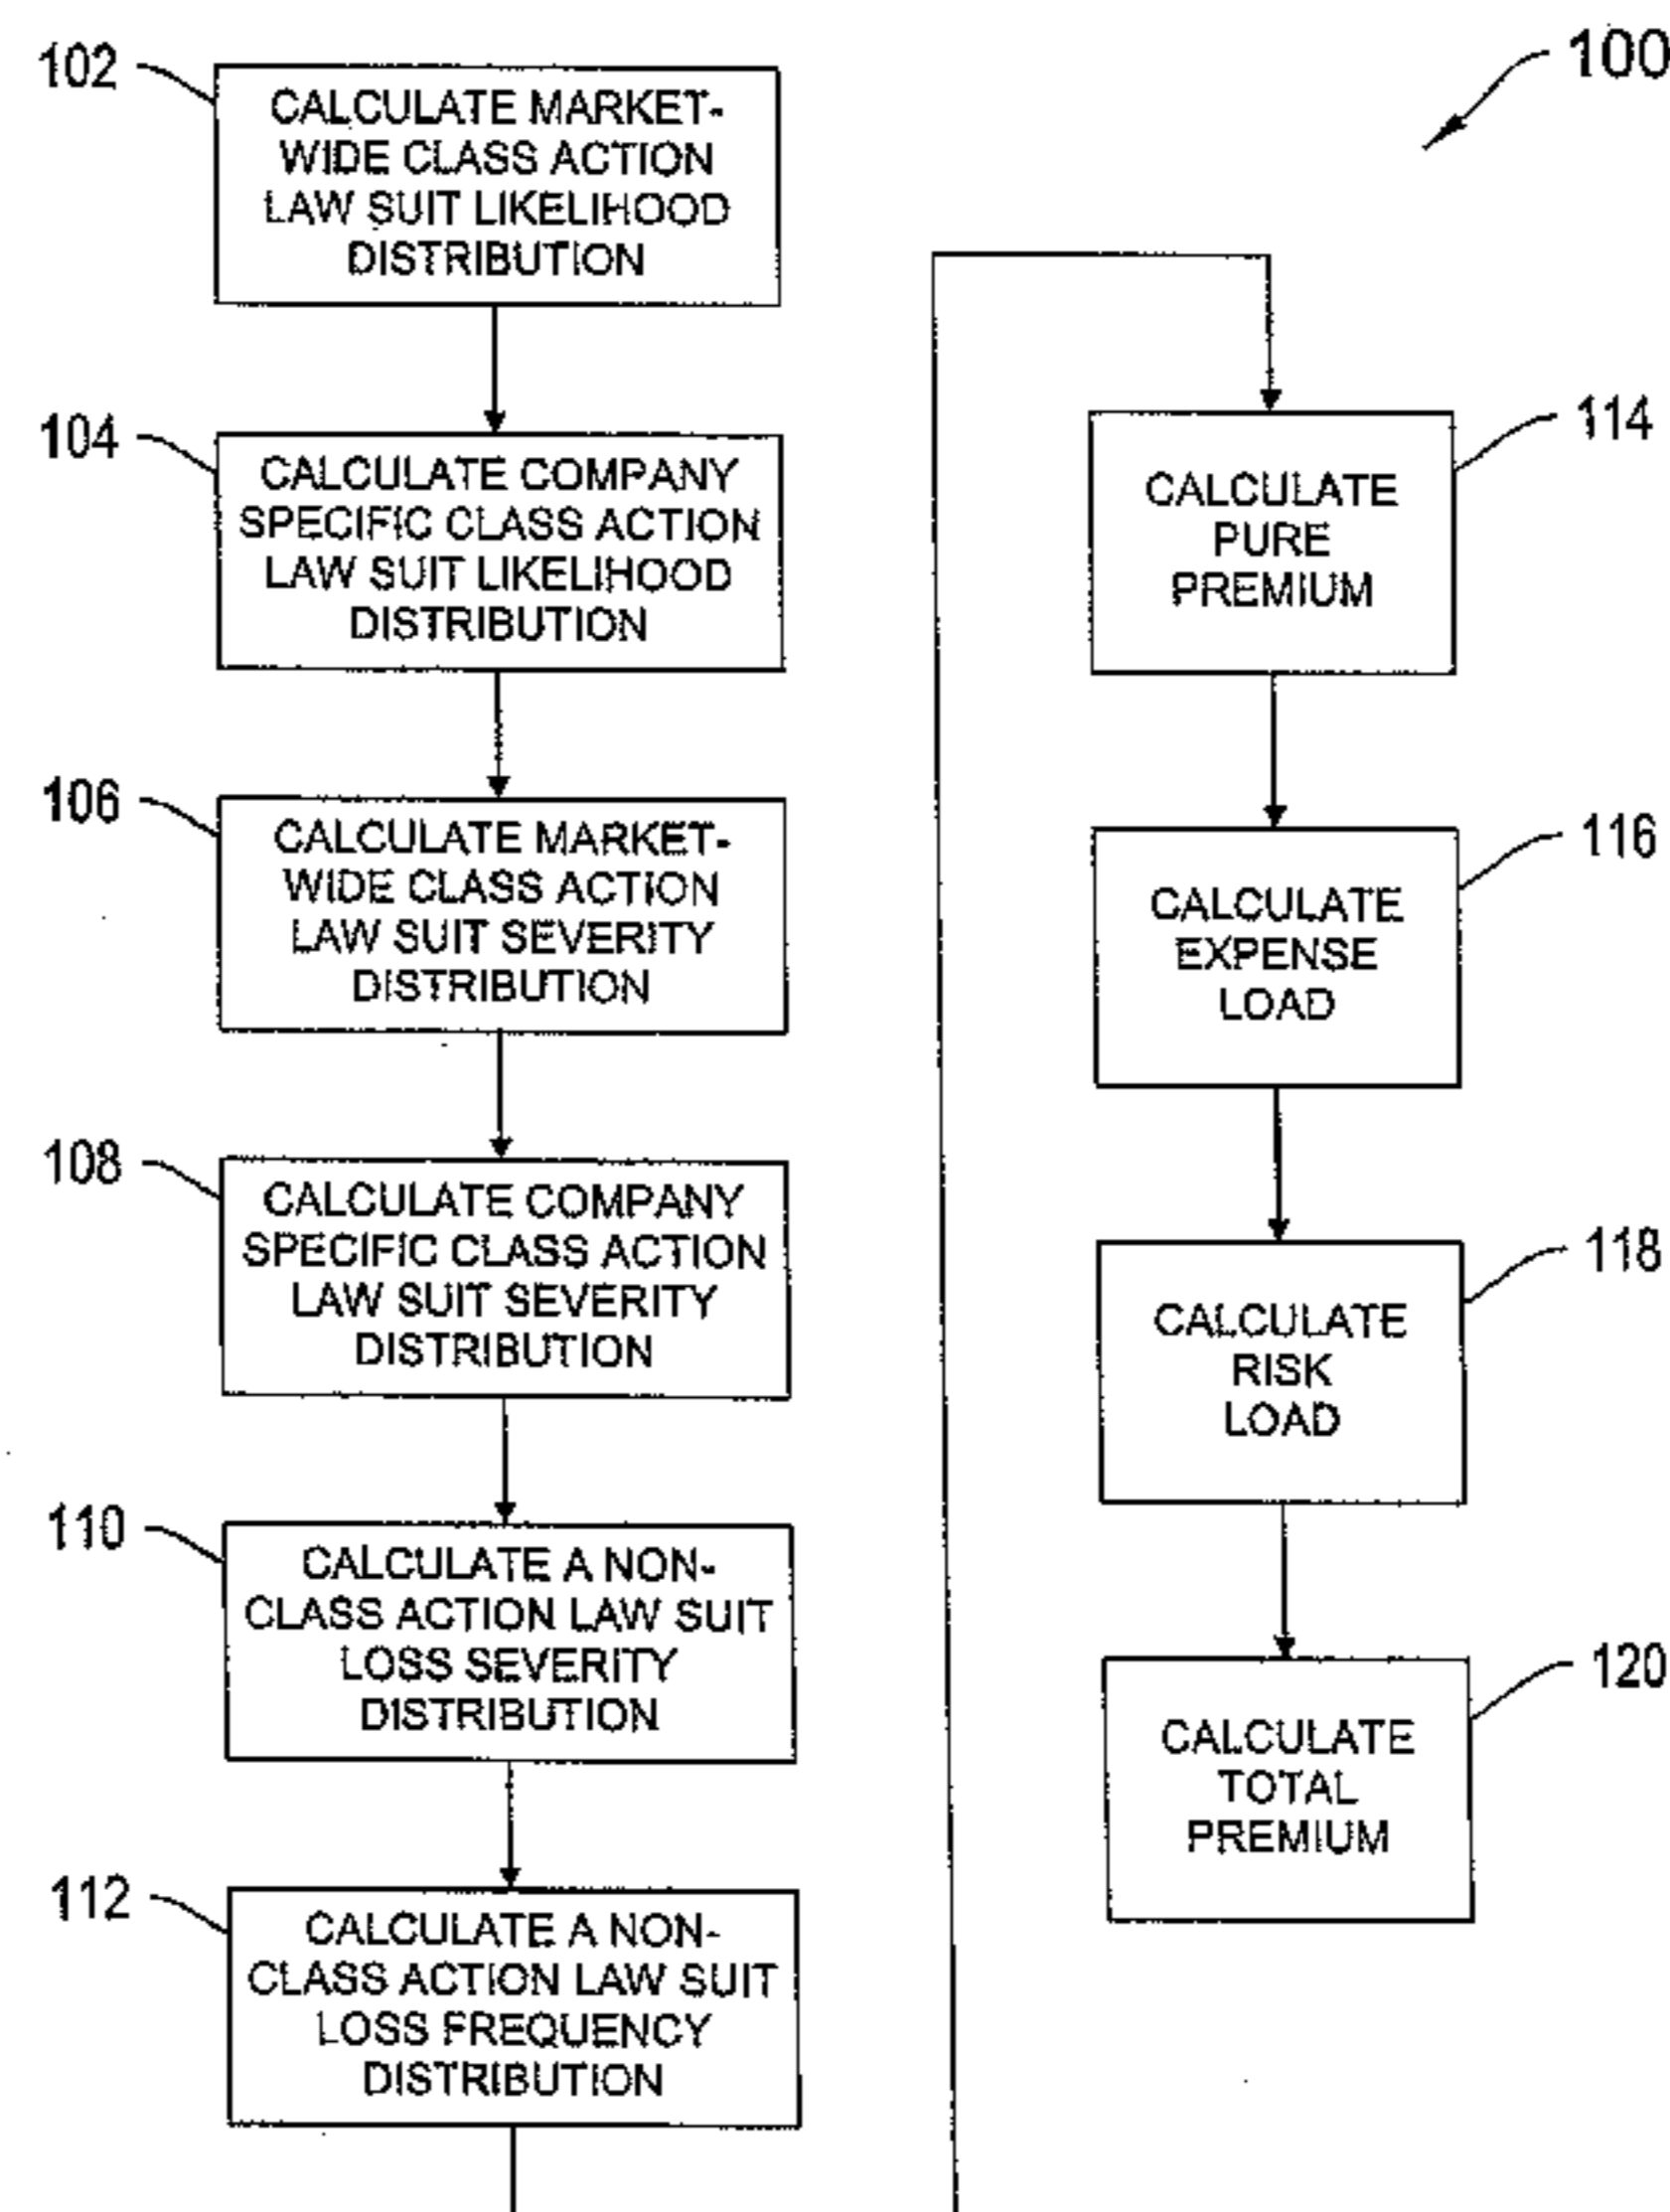 100
102
CALCULATE MARKET-
WIDE CLASS ACTION
LAW SUIT LIKELIHOOD
DISTRIBUTION
104
CALCULATE COMPANY
SPECIFIC CLASS ACTION
LAW SUIT LIKELIHOOD
DISTRIBUTION
106
CALCULATE MARKET-
WIDE CLASS ACTION
LAW SUIT SEVERITY
DISTRIBUTION
108
CALCULATE COMPANY
SPECIFIC CLASS ACTION
LAW SUIT SEVERITY
DISTRIBUTION
110
CALCULATE A NON-
CLASS ACTION LAW SUIT
LOSS SEVERITY
DISTRIBUTION
112
CALCULATE A NON-
CLASS ACTION LAW SUIT
LOSS FREQUENCY
DISTRIBUTION
114
CALCULATE
PURE
PREMIUM
116
CALCULATE
EXPENSE
LOAD
118
CALCULATE
RISK
LOAD
120
CALCULATE
TOTAL
PREMIUM